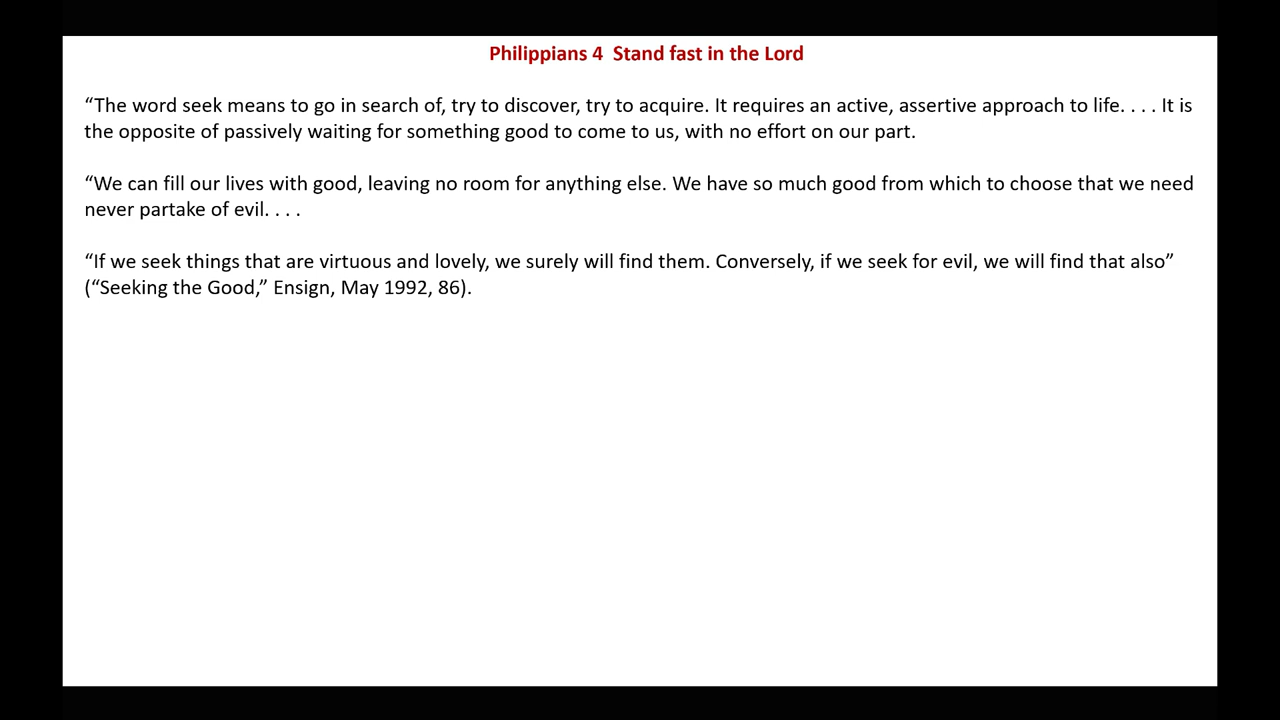 Philippians 4  Stand fast in the Lord
“The word seek means to go in search of, try to discover, try to acquire. It requires an active, assertive approach to life. . . . It is
the opposite of passively waiting for something good to come to us, with no effort on our part.
“We can fill our lives with good, leaving no room for anything else. We have so much good from which to choose that we need
never partake of evil. . . .
“If we seek things that are virtuous and lovely, we surely will find them. Conversely, if we seek for evil, we will find that also”
(“Seeking the Good,” Ensign, May 1992, 86).